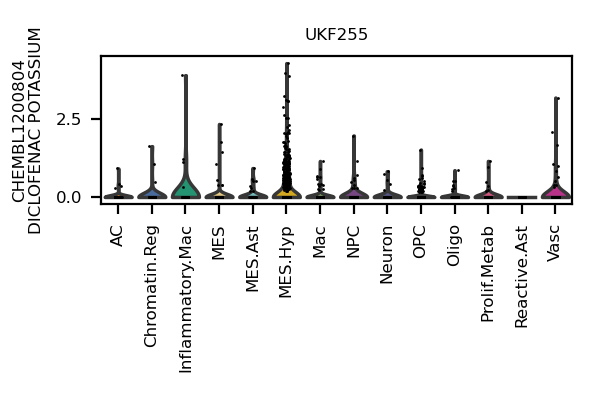 UKF255
CHEMBL1200804
DICLOFENAC POTASSIUM
2.5
0.0
AC
Chromatin.Reg
Inflammatory.Mac
MES
MES.Ast
MES.Hyp
Mac
NPC
Neuron
OPC
Oligo
Prolif.Metab
Reactive.Ast
Vasc